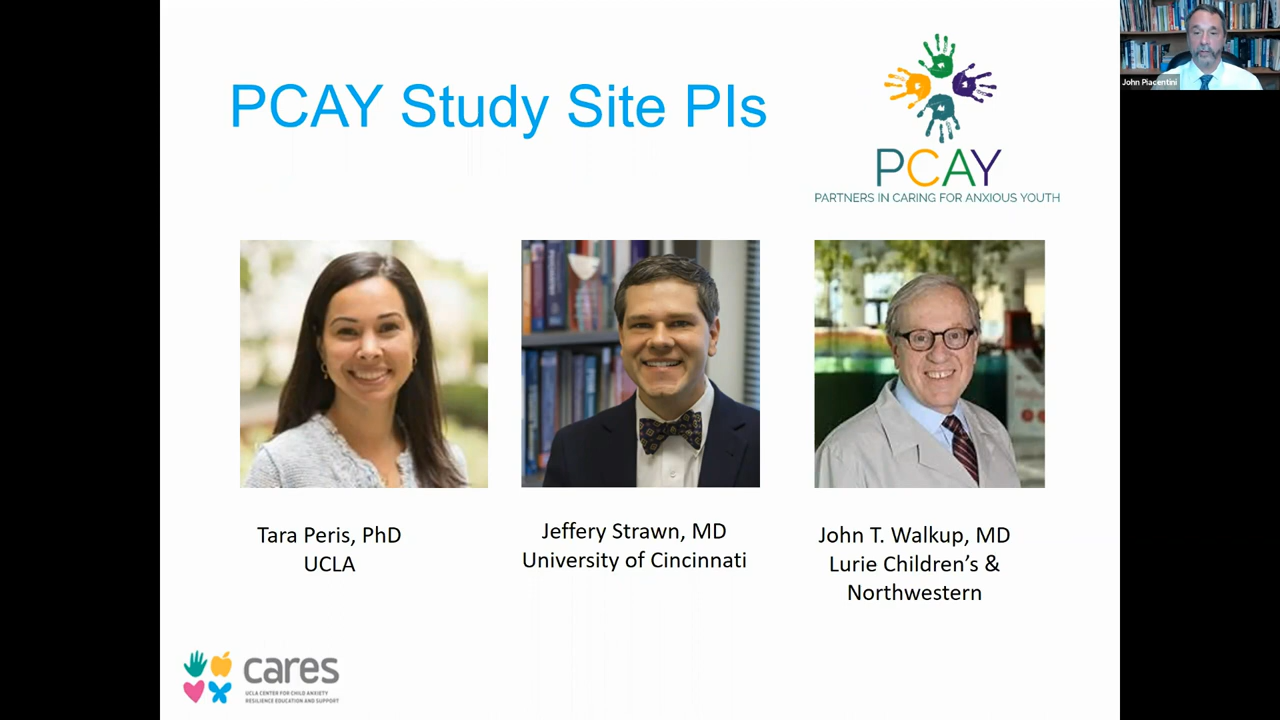 PCAY Study Site PIs
PCAY
PARTNERS IN CARING FOR ANXIOUS YOUTH
John Piacentini
Tara Peris, PhD
UCLA
Jeffery Strawn, MD
University of Cincinnati
John T. Walkup, MD
Lurie Children’s &
Northwestern
cares
UCLA CENTER FOR CHILD ANXIETY
RESILIENCE EDUCATION AND SUPPORT